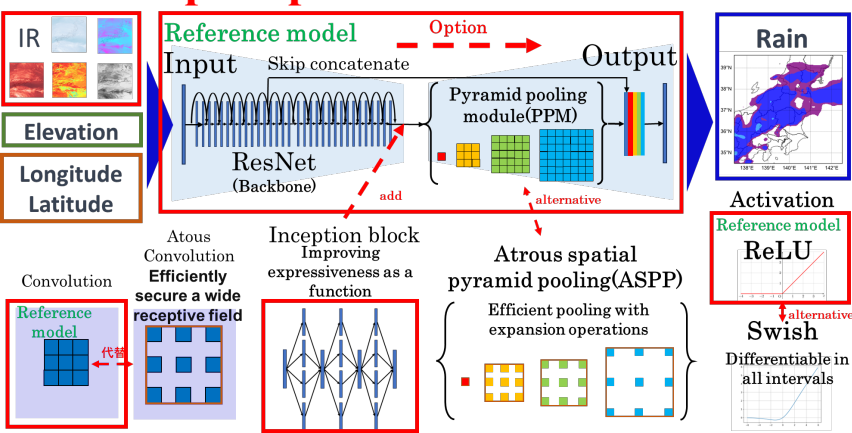 IR
Elevation
Longitude
Latitude
Reference model
Option
Input
Output
Skip concatenate
Pyramid pooling
module(PPM)
ResNet
(Backbone)
add
alternative
Rain
39°N
37°N
35°N
138°E 139°E 140°E 141°E 142°E
Convolution
Reference
model
代替
Atous
Convolution
Efficiently
secure a wide
receptive field
Inception block
Improving
expressiveness as a
function
Atrous spatial
pyramid pooling(ASPP)
Efficient pooling with
expansion operations
Activation
Reference model
ReLU
alternative
Swish
Differentiable in
all intervals